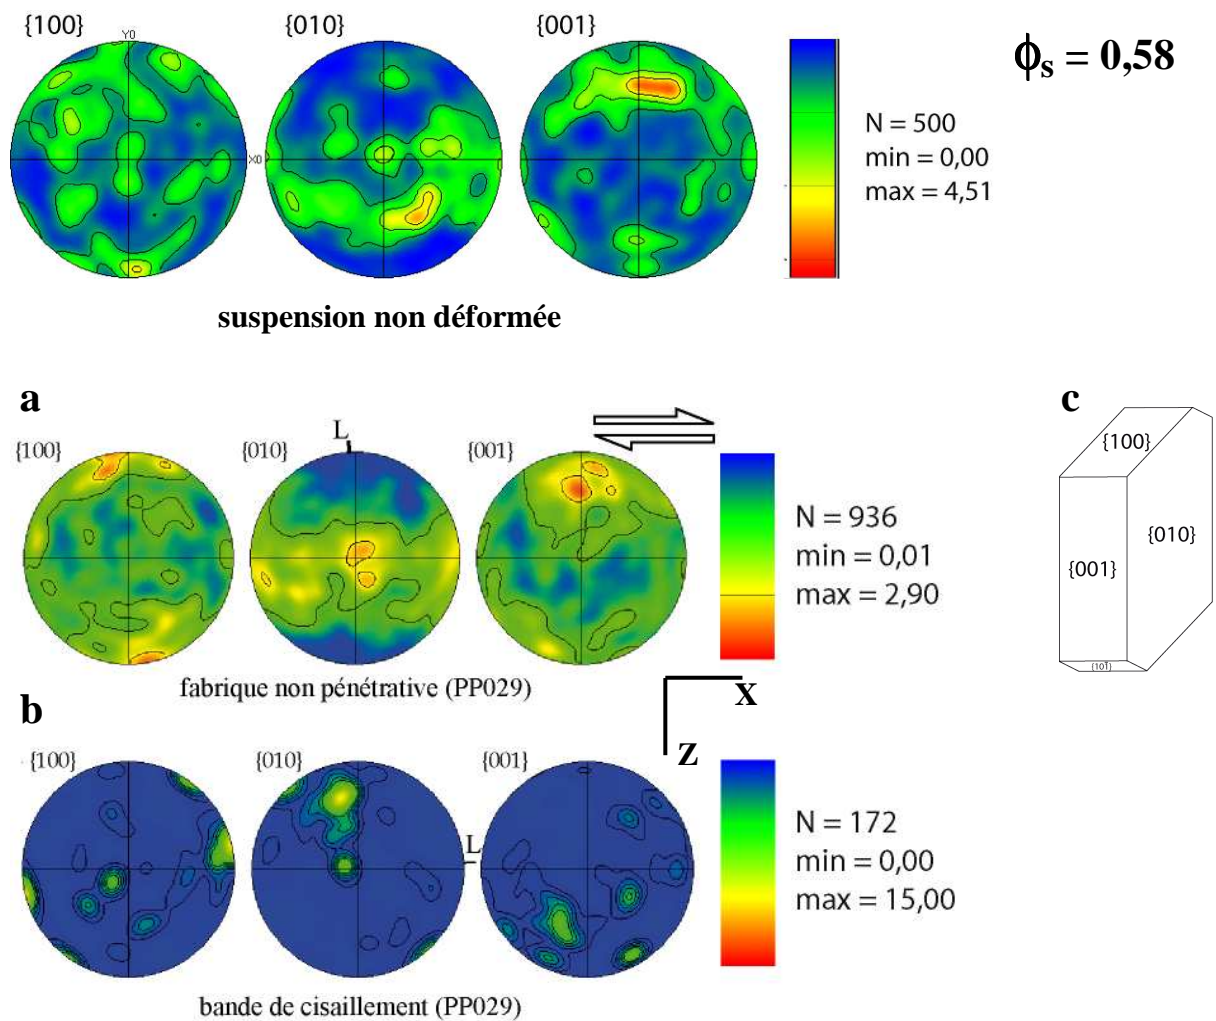 {100}
{010}
{001}
Y0
X0
ϕs = 0,58
N = 500
min = 0,00
max = 4,51
suspension non déformée
a
{100}
L
{010}
{001}
N = 936
min = 0,01
max = 2,90
fabrique non pénétrative (PP029)
X
Z
c
{100}
{010}
{001}
(101̄)
b
{100}
{010}
{001}
L
N = 172
min = 0,00
max = 15,00
bande de cisaillement (PP029)